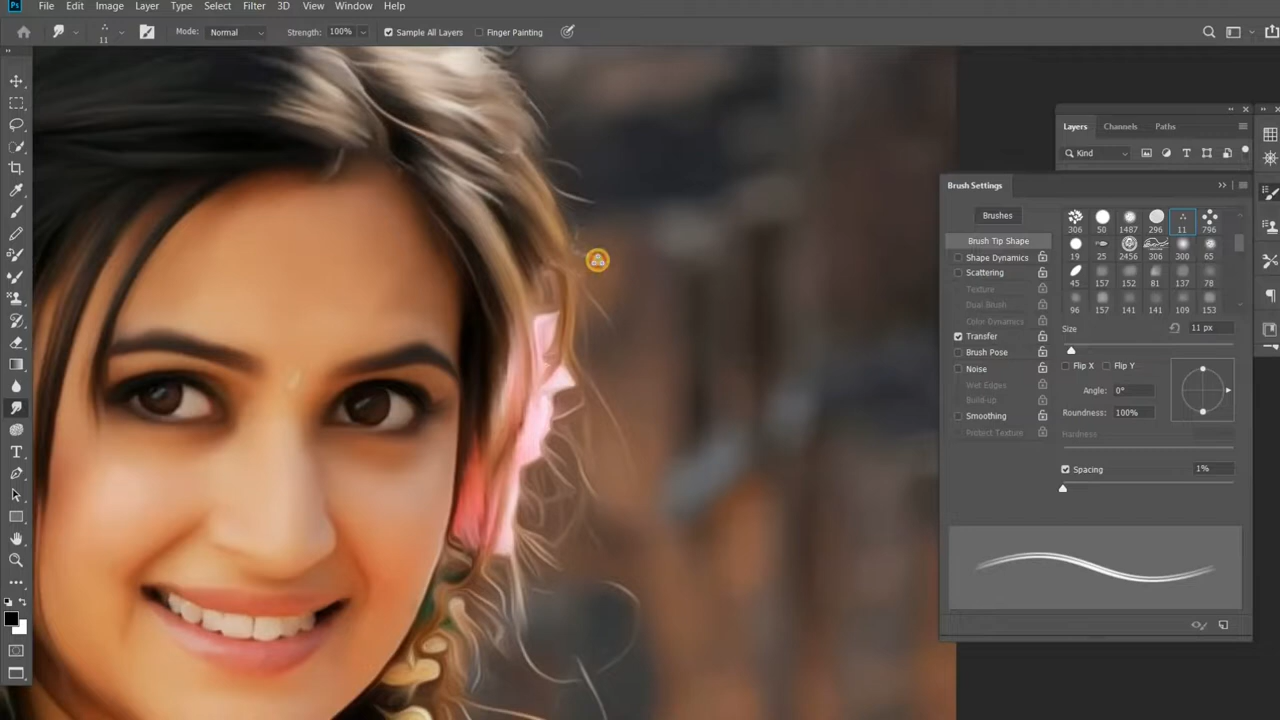 Ps File Edit Image Layer Type Select Filter 3D View Window Help
11 Mode: Normal Strength: 100% Sample All Layers Finger Painting
Layers Channels Paths
Kind
Brush Settings
Brushes
306 50 1487 296 11 796
19 25 2456 306 300 65
45 157 152 81 137 78
96 157 141 141 109 153
Brush Tip Shape
Shape Dynamics
Scattering
Texture
Dual Brush
Color Dynamics
Transfer
Brush Pose
Noise
Wet Edges
Build-up
Smoothing
Protect Texture
Size 11 px
Flip X Flip Y
Angle: 0°
Roundness: 100%
Hardness
Spacing 1%